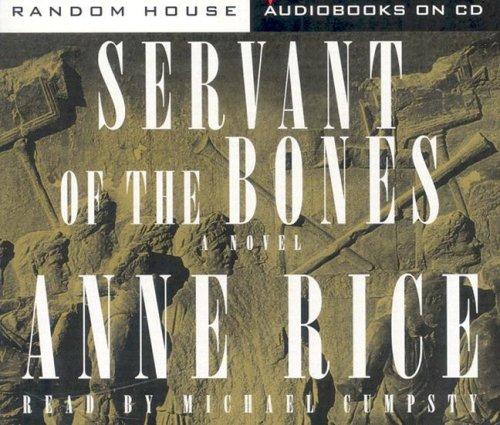 RANDOM HOUSE AUDIOBOOKS ON CD
SERVANT
OF THE BONES
A NOVEL
ANNE RICE
READ BY MICHAEL CUMPSTY